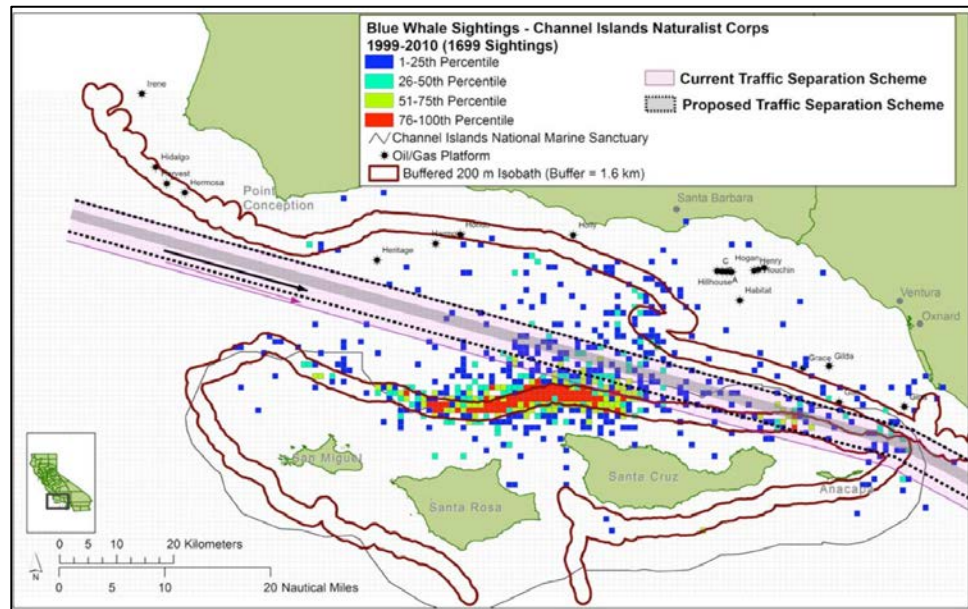 Blue Whale Sightings - Channel Islands Naturalist Corps
1999-2010 (1699 Sightings)
1-25th Percentile
26-50th Percentile
51-75th Percentile
76-100th Percentile
Channel Islands National Marine Sanctuary
Oil/Gas Platform
Buffered 200 m Isobath (Buffer = 1.6 km)
Current Traffic Separation Scheme
Proposed Traffic Separation Scheme
Irene
Hidalgo
Harvest
Hermosa
Point
Conception
Heritage
Holly
Santa Barbara
C
Hogan
Henry
Houchin
Hillhouse
A
Habitat
Ventura
Oxnard
Grace
Gilda
San Miguel
Santa Rosa
Santa Cruz
Anacapa
N
0 5 10 20 Kilometers
0 5 10 20 Nautical Miles